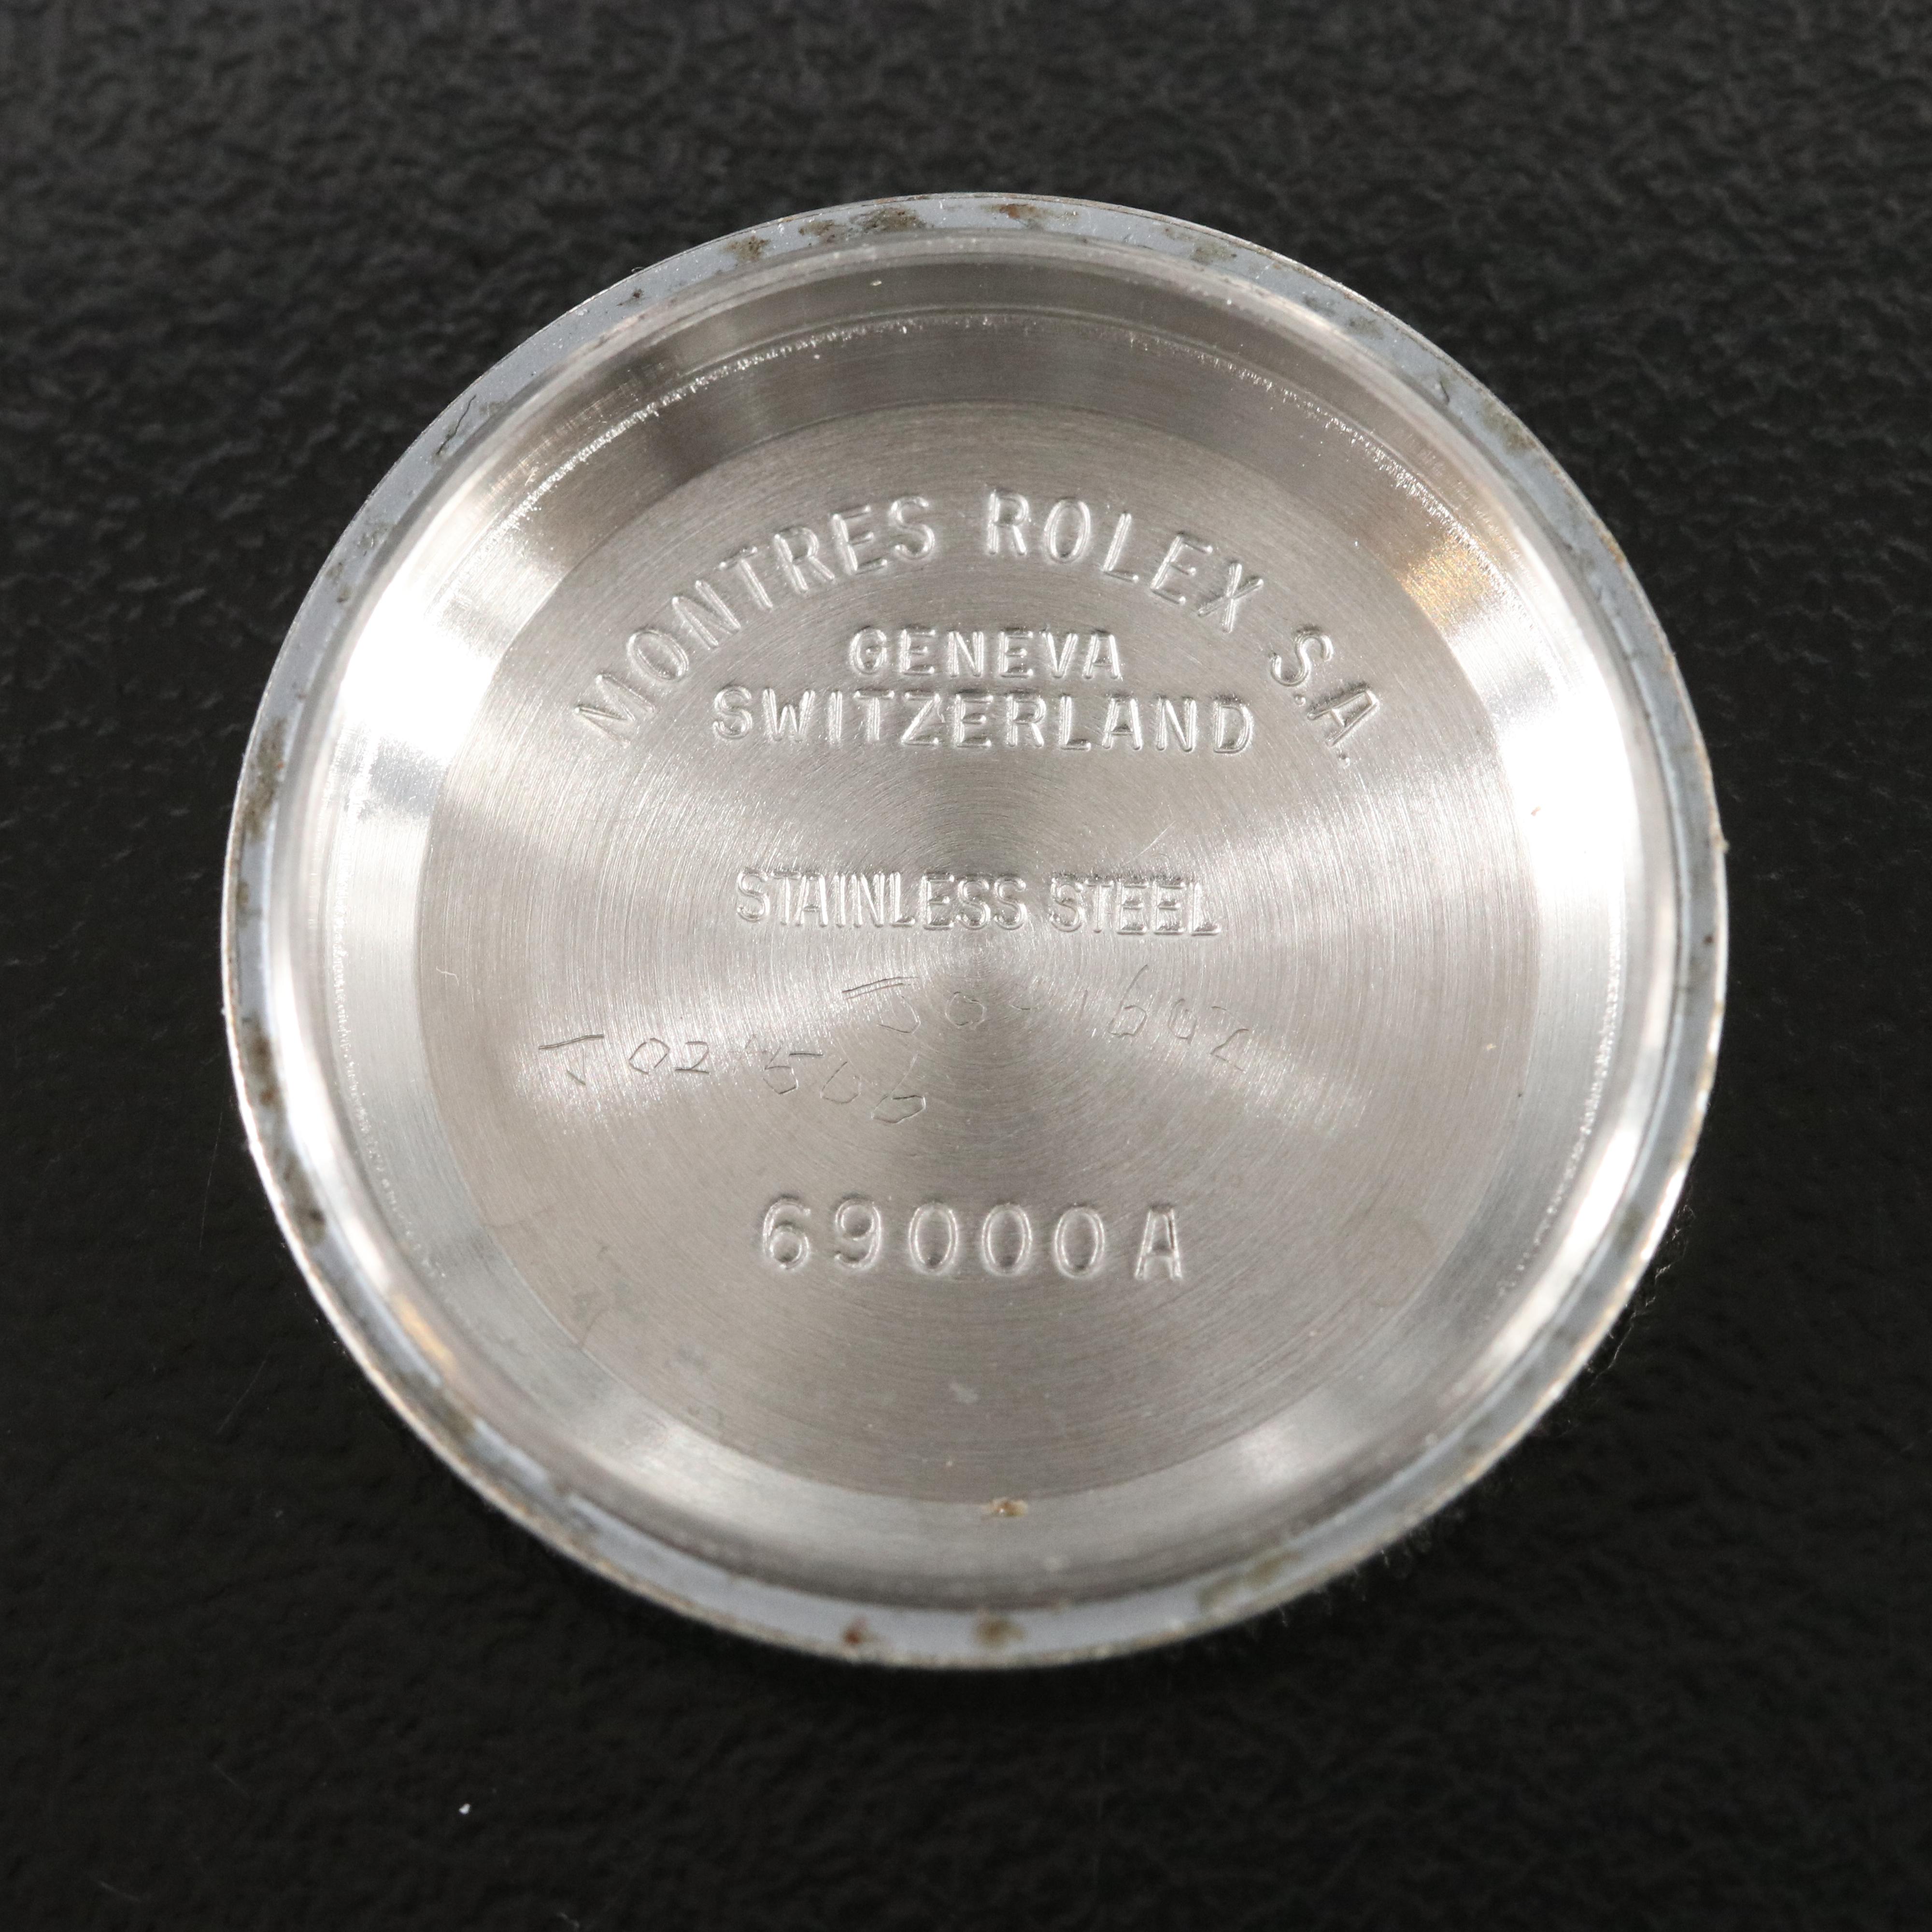 MONTRES ROLEX S.A.
GENEVA
SWITZERLAND
STAINLESS STEEL
69000A